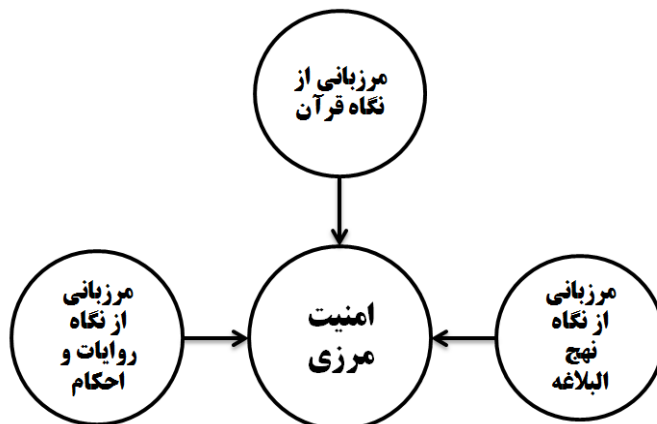 مرزبانی از
نگاه قرآن
مرزبانی
از نگاه
نهج
البلاغه
امنیت
مرزی
مرزبانی
از نگاه
روایات و
احکام